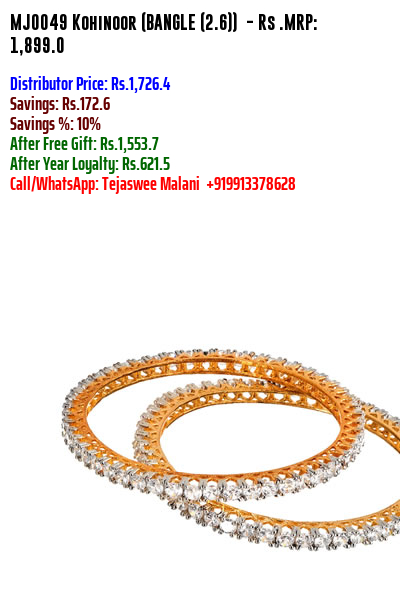 MJ0049 Kohinoor (BANGLE (2.6)) - Rs .MRP:
1,899.0
Distributor Price: Rs.1,726.4
Savings: Rs.172.6
Savings %: 10%
After Free Gift: Rs.1,553.7
After Year Loyalty: Rs.621.5
Call/WhatsApp: Tejaswee Malani +919913378628